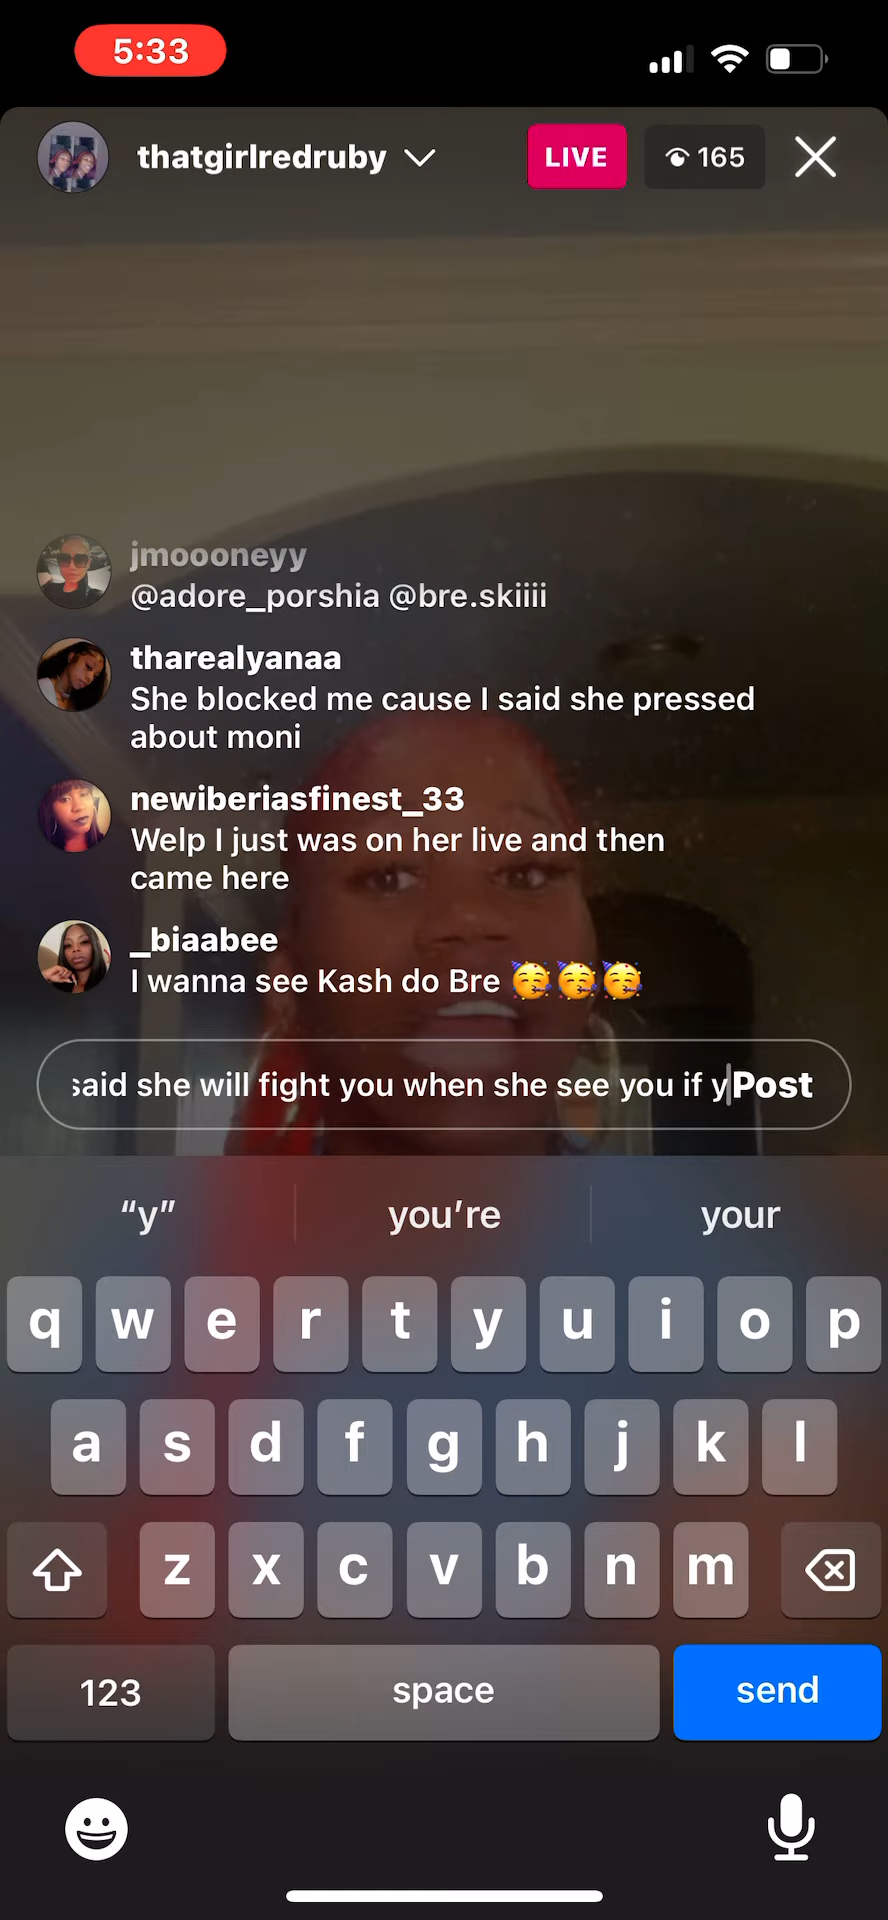 5:33
thatgirlredruby
LIVE
165
jmoooneyy
@adore_porshia @bre.skiiii
tharealyanaa
She blocked me cause I said she pressed
about moni
newiberiasfinest_33
Welp I just was on her live and then
came here
_biaabee
I wanna see Kash do Bre 🥳🥳🥳
said she will fight you when she see you if y Post
“y” you’re your
q w e r t y u i o p
a s d f g h j k l
z x c v b n m
123 space send